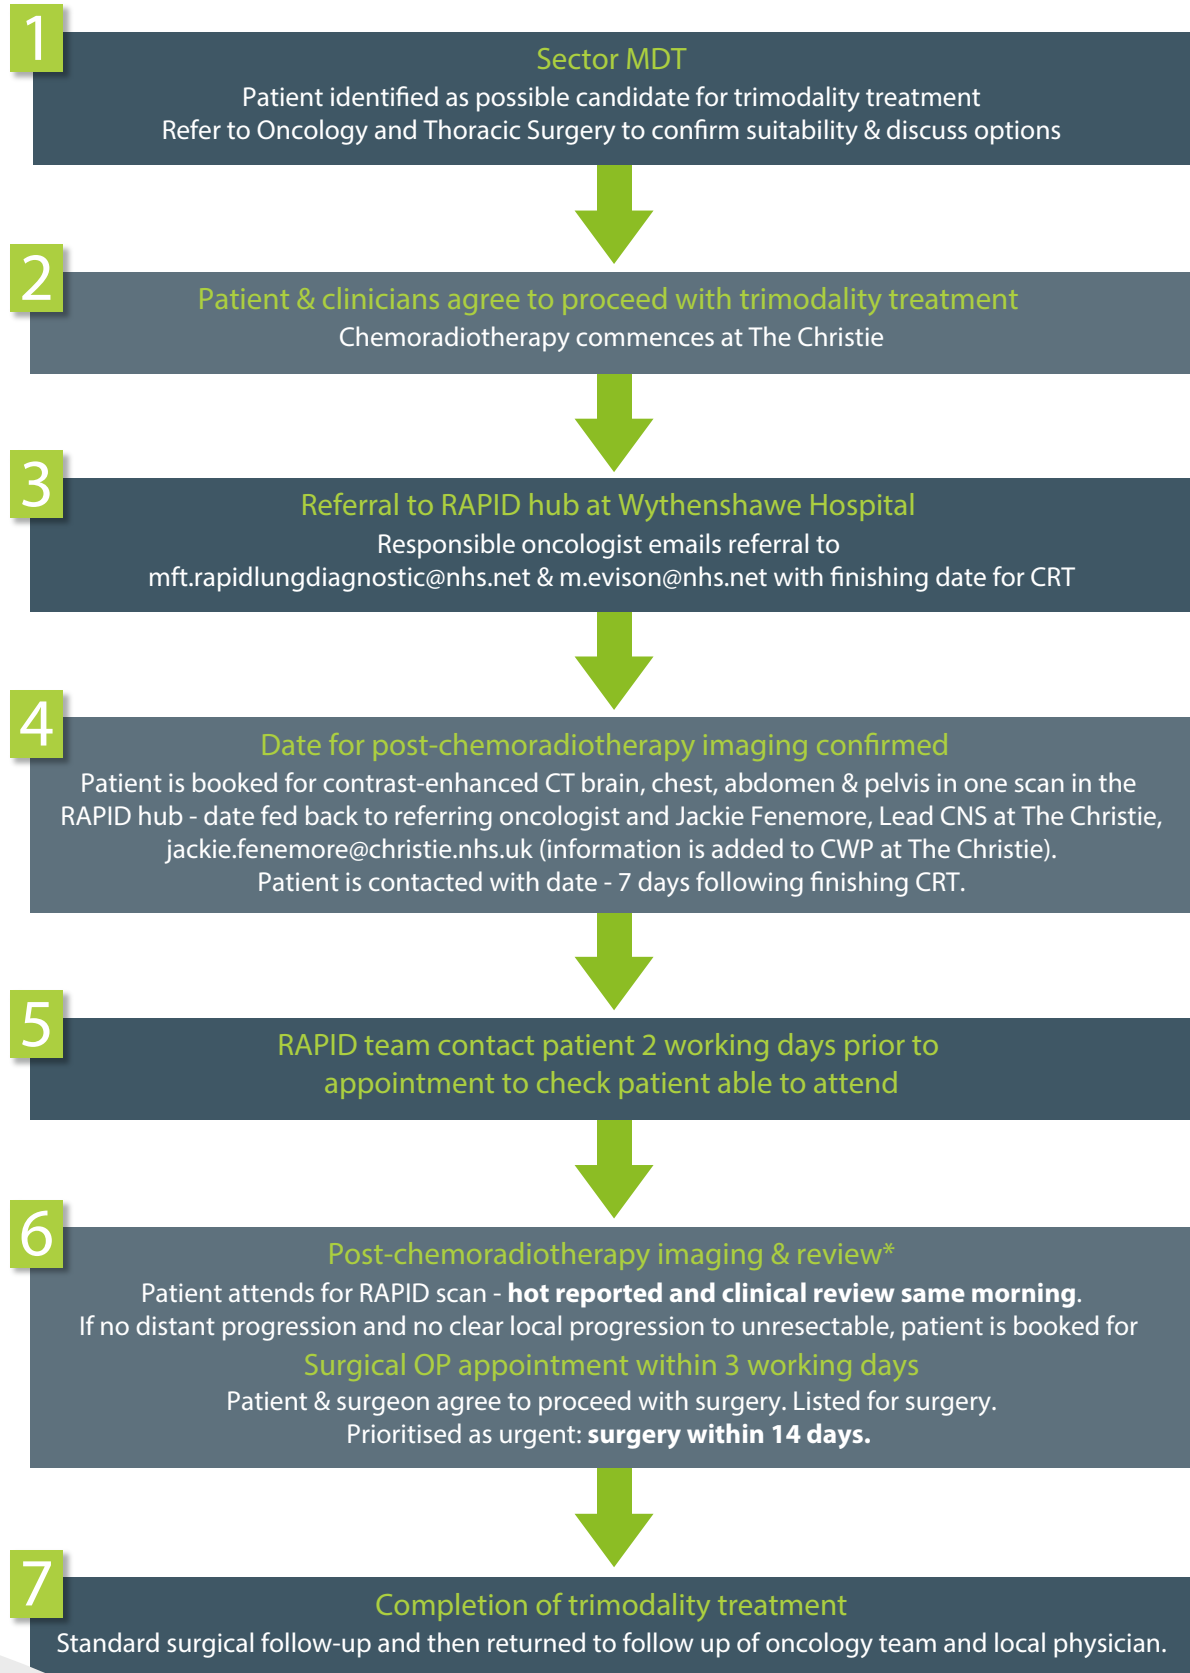 1
Sector MDT
Patient identified as possible candidate for trimodality treatment
Refer to Oncology and Thoracic Surgery to confirm suitability & discuss options
2
Patient & clinicians agree to proceed with trimodality treatment
Chemoradiotherapy commences at The Christie
3
Referral to RAPID hub at Wythenshawe Hospital
Responsible oncologist emails referral to
mft.rapidlungdiagnostic@nhs.net & m.evison@nhs.net with finishing date for CRT
4
Date for post-chemoradiotherapy imaging confirmed
Patient is booked for contrast-enhanced CT brain, chest, abdomen & pelvis in one scan in the
RAPID hub - date fed back to referring oncologist and Jackie Fenemore, Lead CNS at The Christie,
jackie.fenemore@christie.nhs.uk (information is added to CWP at The Christie).
Patient is contacted with date - 7 days following finishing CRT.
5
RAPID team contact patient 2 working days prior to
appointment to check patient able to attend
6
Post-chemoradiotherapy imaging & review*
Patient attends for RAPID scan - hot reported and clinical review same morning.
If no distant progression and no clear local progression to unresectable, patient is booked for
Surgical OP appointment within 3 working days
Patient & surgeon agree to proceed with surgery. Listed for surgery.
Prioritised as urgent: surgery within 14 days.
7
Completion of trimodality treatment
Standard surgical follow-up and then returned to follow up of oncology team and local physician.